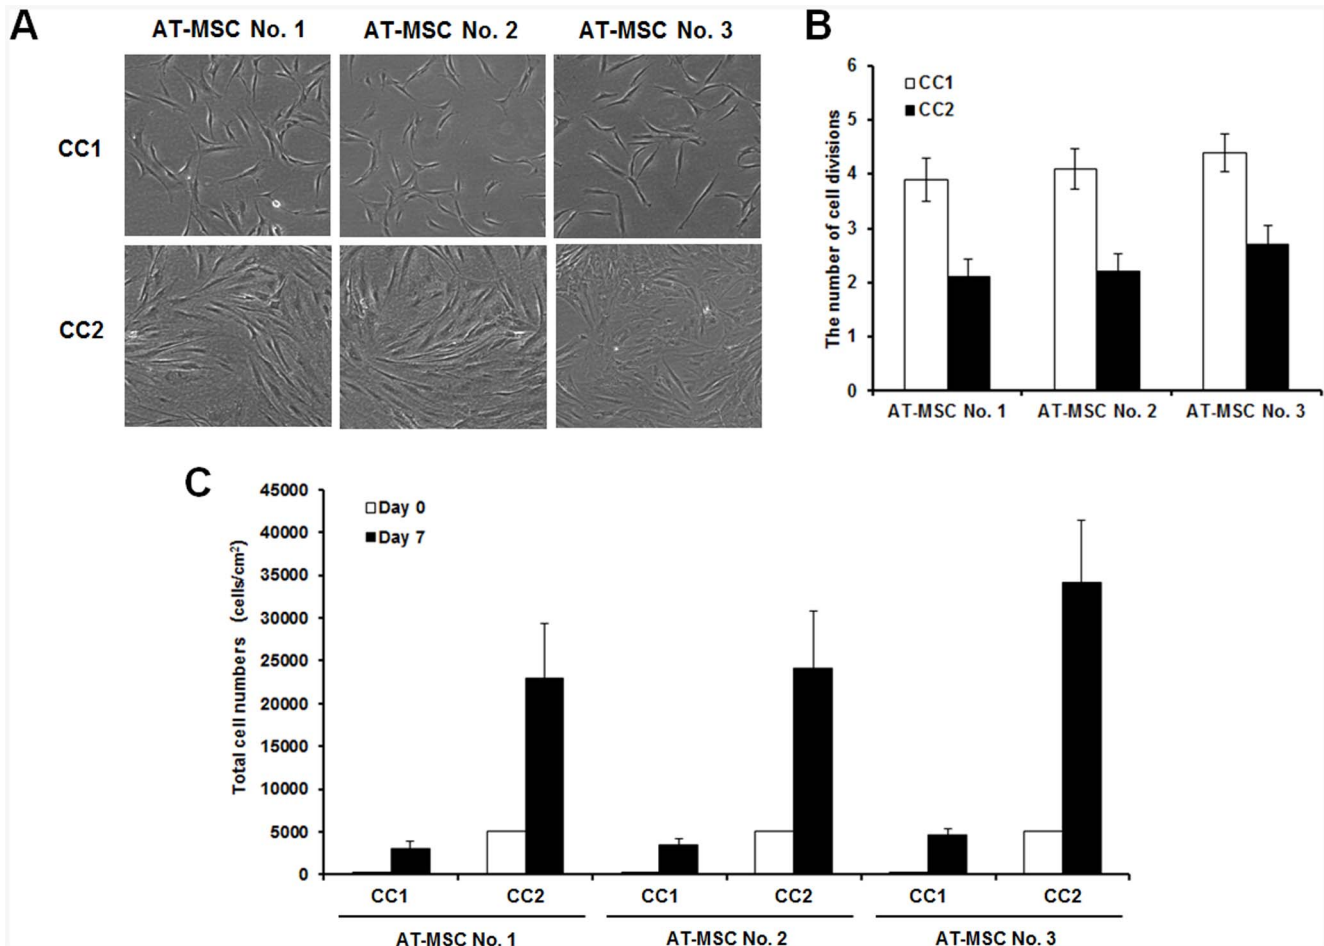 A
AT-MSC No. 1
AT-MSC No. 2
AT-MSC No. 3
CC1
CC2
B
The number of cell divisions
6
5
4
3
2
1
0
CC1
CC2
AT-MSC No. 1
AT-MSC No. 2
AT-MSC No. 3
C
Total cell numbers (cells/cm²)
45000
40000
35000
30000
25000
20000
15000
10000
5000
0
Day 0
Day 7
CC1
CC2
CC1
CC2
CC1
CC2
AT-MSC No. 1
AT-MSC No. 2
AT-MSC No. 3